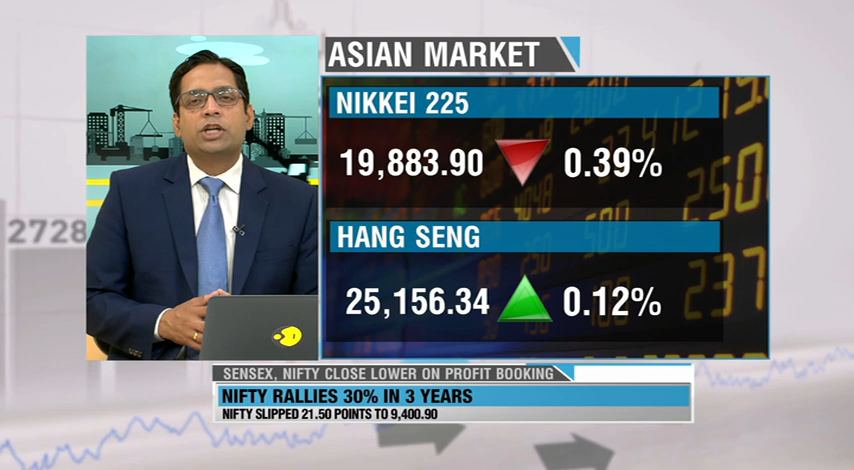 ASIAN MARKET
NIKKEI 225
19,883.90 0.39%
HANG SENG
25,156.34 0.12%
2728
SENSEX, NIFTY CLOSE LOWER ON PROFIT BOOKING
NIFTY RALLIES 30% IN 3 YEARS
NIFTY SLIPPED 21.50 POINTS TO 9,400.90